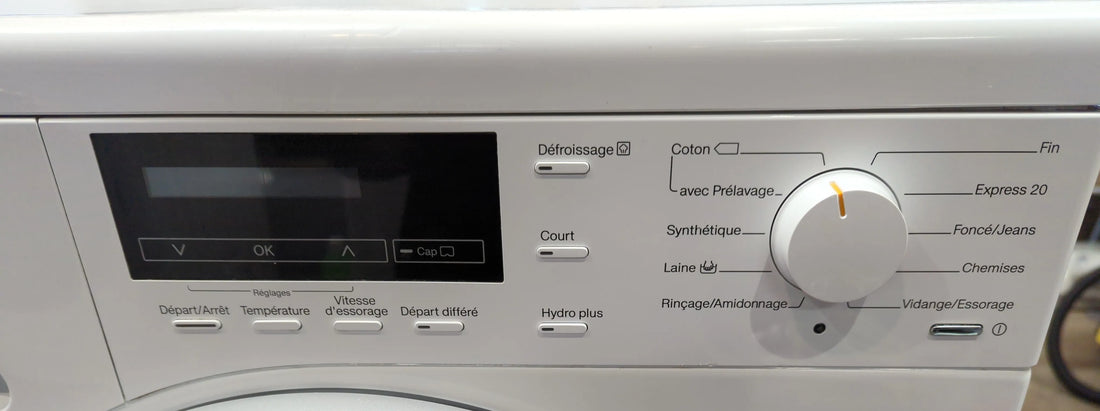 OK
Cap
Réglages
Départ/Arrêt
Température
Vitesse
d'essorage
Départ différé
Défroissage
Court
Hydro plus
Coton
avec Prélavage
Synthétique
Laine
Rinçage/Amidonnage
Fin
Express 20
Foncé/Jeans
Chemises
Vidange/Essorage